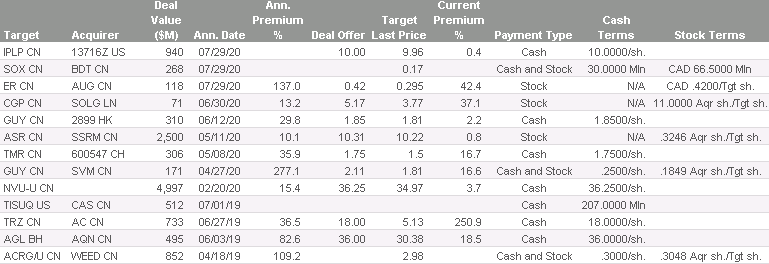 Deal Ann. Target Current
Value Premium Last Price Premium Cash
Target Acquirer ($M) Ann. Date % Deal Offer % Payment Type Terms Stock Terms
IPLP CN 13716Z US 940 07/29/20 10.00 9.96 0.4 Cash 10.0000/sh.
SOX CN BDT CN 268 07/29/20 0.17 Cash and Stock 30.0000 Mln CAD 66.5000 Mln
ER CN AUG CN 118 07/29/20 137.0 0.42 0.295 42.4 Stock N/A CAD .4200/Tgt sh.
CGP CN SOLG LN 71 06/30/20 13.2 5.17 3.77 37.1 Stock N/A 11.0000 Aqr sh./Tgt sh.
GUY CN 2899 HK 310 06/12/20 29.8 1.85 1.81 2.2 Cash 1.8500/sh.
ASR CN SSRM CN 2,500 05/11/20 10.1 10.31 10.22 0.8 Stock N/A .3246 Aqr sh./Tgt sh.
TMR CN 600547 CH 306 05/08/20 35.9 1.75 1.5 16.7 Cash 1.7500/sh.
GUY CN SVM CN 171 04/27/20 277.1 2.11 1.81 16.6 Cash and Stock .2500/sh. .1849 Aqr sh./Tgt sh.
NVU-U CN 4,997 02/20/20 15.4 36.25 34.97 3.7 Cash 36.2500/sh.
TISUQ US CAS CN 512 07/01/19 Cash 207.0000 Mln
TRZ CN AC CN 733 06/27/19 36.5 18.00 5.13 250.9 Cash 18.0000/sh.
AGL BH AQN CN 495 06/03/19 82.6 36.00 30.38 18.5 Cash 36.0000/sh.
ACRG/U CN WEED CN 852 04/18/19 109.2 2.98 Cash and Stock .3000/sh. .3048 Aqr sh./Tgt sh.